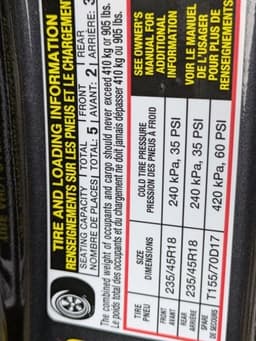 TIRE AND LOADING INFORMATION
RENSEIGNEMENTS SUR LES PNEUS ET LE CHARGEMENT
SEATING CAPACITY | TOTAL: 5 | FRONT: 2 | REAR: 3
NOMBRE DE PLACES | TOTAL: 5 | AVANT: 2 | ARRIÈRE: 3
The combined weight of occupants and cargo should never exceed 410 kg or 905 lbs.
Le poids total des occupants et du chargement ne doit jamais dépasser 410 kg ou 905 lbs.
TIRE
PNEU
SIZE
DIMENSIONS
COLD TIRE PRESSURE
PRESSION DES PNEUS À FROID
FRONT
AVANT
235/45R18
240 kPa, 35 PSI
REAR
ARRIÈRE
235/45R18
240 kPa, 35 PSI
SPARE
DE SECOURS
T155/70D17
420 kPa, 60 PSI
SEE OWNER'S
MANUAL FOR
ADDITIONAL
INFORMATION
VOIR LE MANUEL
DE L'USAGER
POUR PLUS DE
RENSEIGNEMENTS